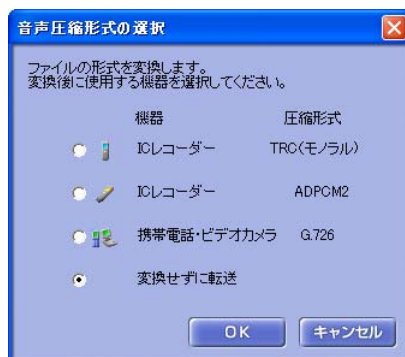 音声圧縮形式の選択
ファイルの形式を変換します。
変換後に使用する機器を選択してください。
機器 圧縮形式
ICレコーダー TRC(モノラル)
ICレコーダー ADPCM2
携帯電話・ビデオカメラ G.726
変換せずに転送
OK キャンセル